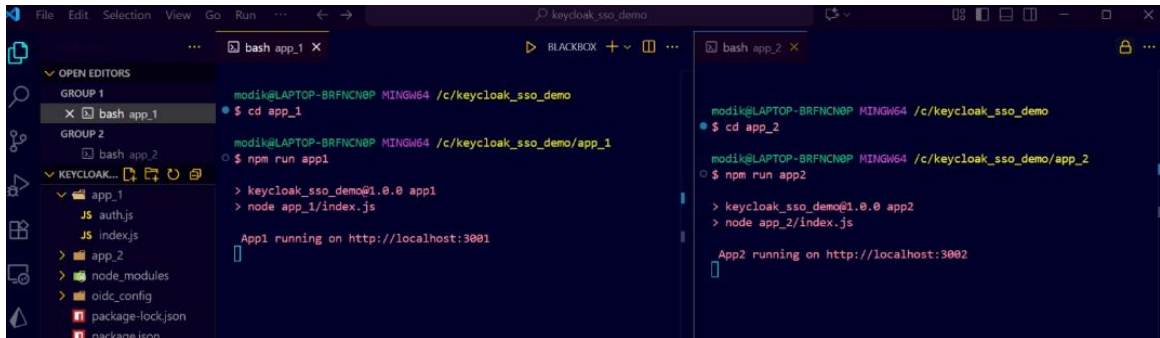 File Edit Selection View Go Run ... keycloak_sso_demo
OPEN EDITORS
GROUP 1
bash app_1
GROUP 2
bash app_2
KEYCLOAK...
app_1
JS auth.js
JS index.js
app_2
node_modules
oidc_config
package-lock.json
package.json
bash app_1
BLACKBOX
modik@LAPTOP-BRFNCN0P MINGW64 /c/keycloak_sso_demo
$ cd app_1
modik@LAPTOP-BRFNCN0P MINGW64 /c/keycloak_sso_demo/app_1
$ npm run app1
> keycloak_sso_demo@1.0.0 app1
> node app_1/index.js
App1 running on http://localhost:3001
bash app_2
modik@LAPTOP-BRFNCN0P MINGW64 /c/keycloak_sso_demo
$ cd app_2
modik@LAPTOP-BRFNCN0P MINGW64 /c/keycloak_sso_demo/app_2
$ npm run app2
> keycloak_sso_demo@1.0.0 app2
> node app_2/index.js
App2 running on http://localhost:3002